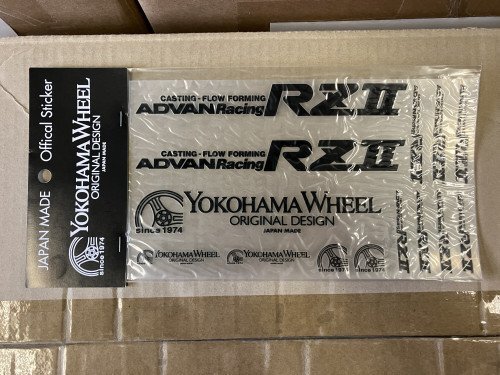 JAPAN MADE Offical Sticker
YOKOHAMA WHEEL
ORIGINAL DESIGN
JAPAN MADE
since 1974
CASTING - FLOW FORMING
ADVAN Racing RZII
CASTING - FLOW FORMING
ADVAN Racing RZII
YOKOHAMA WHEEL
ORIGINAL DESIGN
JAPAN MADE
since 1974
YOKOHAMA WHEEL
ORIGINAL DESIGN
since 1974
since 1974